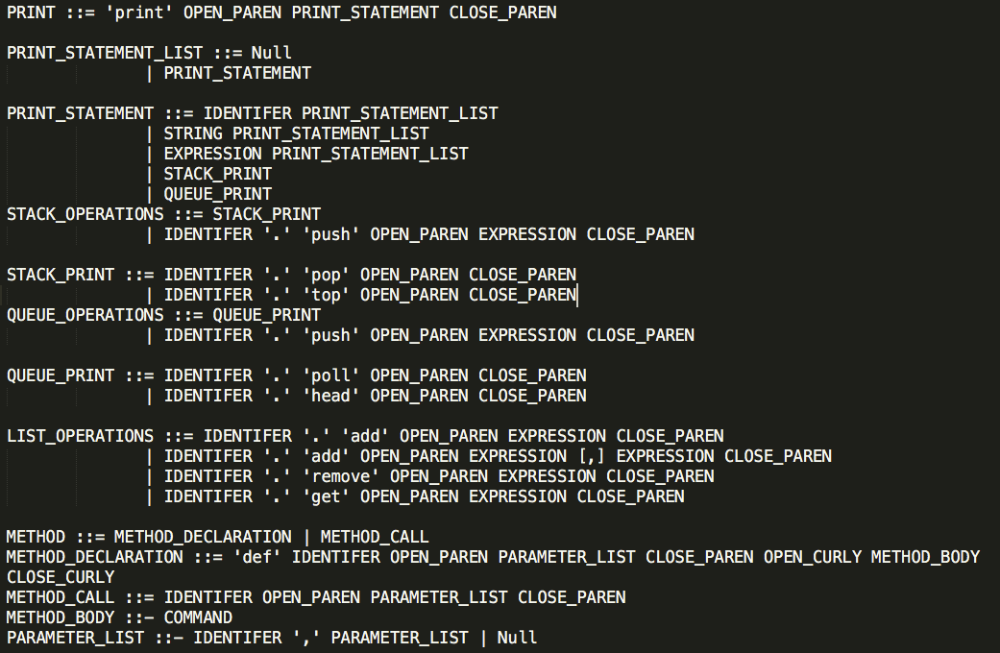 PRINT ::= 'print' OPEN_PAREN PRINT_STATEMENT CLOSE_PAREN
PRINT_STATEMENT_LIST ::= Null
| PRINT_STATEMENT
PRINT_STATEMENT ::= IDENTIFER PRINT_STATEMENT_LIST
| STRING PRINT_STATEMENT_LIST
| EXPRESSION PRINT_STATEMENT_LIST
| STACK_PRINT
| QUEUE_PRINT
STACK_OPERATIONS ::= STACK_PRINT
| IDENTIFER '.' 'push' OPEN_PAREN EXPRESSION CLOSE_PAREN
STACK_PRINT ::= IDENTIFER '.' 'pop' OPEN_PAREN CLOSE_PAREN
| IDENTIFER '.' 'top' OPEN_PAREN CLOSE_PAREN
QUEUE_OPERATIONS ::= QUEUE_PRINT
| IDENTIFER '.' 'push' OPEN_PAREN EXPRESSION CLOSE_PAREN
QUEUE_PRINT ::= IDENTIFER '.' 'poll' OPEN_PAREN CLOSE_PAREN
| IDENTIFER '.' 'head' OPEN_PAREN CLOSE_PAREN
LIST_OPERATIONS ::= IDENTIFER '.' 'add' OPEN_PAREN EXPRESSION CLOSE_PAREN
| IDENTIFER '.' 'add' OPEN_PAREN EXPRESSION [,] EXPRESSION CLOSE_PAREN
| IDENTIFER '.' 'remove' OPEN_PAREN EXPRESSION CLOSE_PAREN
| IDENTIFER '.' 'get' OPEN_PAREN EXPRESSION CLOSE_PAREN
METHOD ::= METHOD_DECLARATION | METHOD_CALL
METHOD_DECLARATION ::= 'def' IDENTIFER OPEN_PAREN PARAMETER_LIST CLOSE_PAREN OPEN_CURLY METHOD_BODY
CLOSE_CURLY
METHOD_CALL ::= IDENTIFER OPEN_PAREN PARAMETER_LIST CLOSE_PAREN
METHOD_BODY ::- COMMAND
PARAMETER_LIST ::- IDENTIFER ',' PARAMETER_LIST | Null